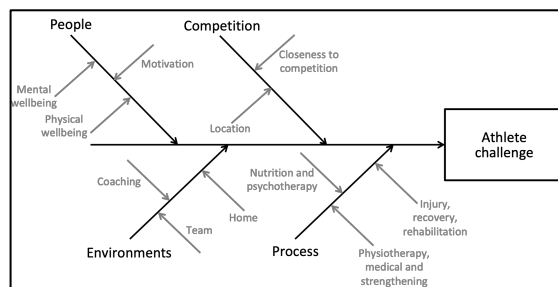 People
Competition
Mental
wellbeing
Motivation
Physical
wellbeing
Closeness to
competition
Location
Athlete
challenge
Coaching
Team
Home
Environments
Nutrition and
psychotherapy
Injury,
recovery,
rehabilitation
Physiotherapy,
medical and
strengthening
Process